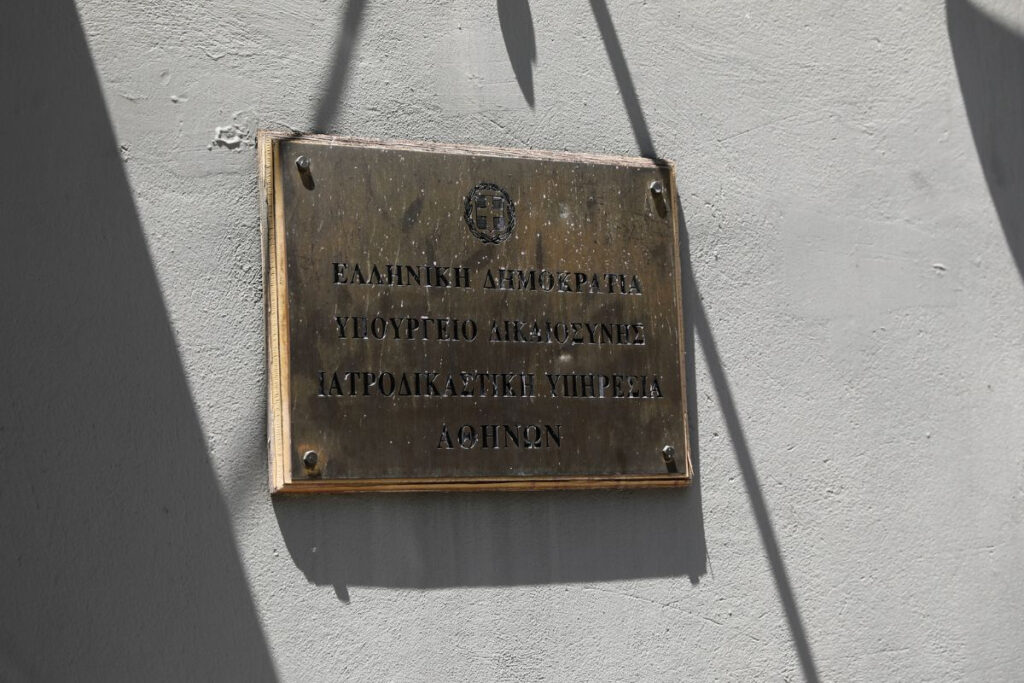 ΕΛΛΗΝΙΚΗ ΔΗΜΟΚΡΑΤΙΑ
ΥΠΟΥΡΓΕΙΟ ΔΙΚΑΙΟΣΥΝΗΣ
ΙΑΤΡΟΔΙΚΑΣΤΙΚΗ ΥΠΗΡΕΣΙΑ
ΑΘΗΝΩΝ